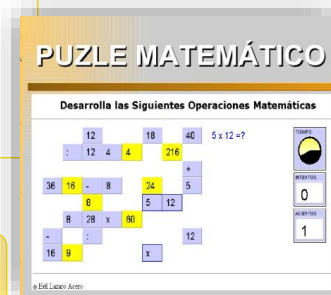 PUZLE MATEMÁTICO
Desarrolla las Siguientes Operaciones Matemáticas
12 18 40 5 x 12 =?
: 12 4 4 216
+
36 16 - 8 24 5
8 5 12
8 28 x 60
- : 12
16 9 x
TIEMPO
INTENTOS
0
ACIERTOS
1
Heli Lazaro Acero